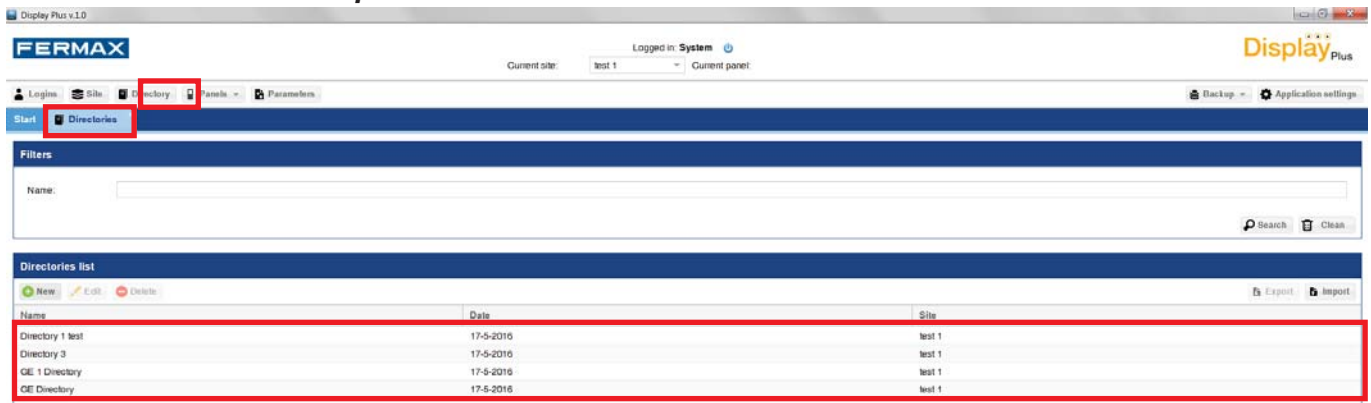 Display Plus v.1.0
FERMAX
Logged in: System
Display Plus
Current site: test 1 Current panel:
Logins Site Directory Panels Parameters Backup Application settings
Start Directories
Filters
Name:
Search Clean
Directories list
New Edit Delete Export Import
Name Date Site
Directory 1 test 17-5-2016 test 1
Directory 3 17-5-2016 test 1
GE 1 Directory 17-5-2016 test 1
GE Directory 17-5-2016 test 1